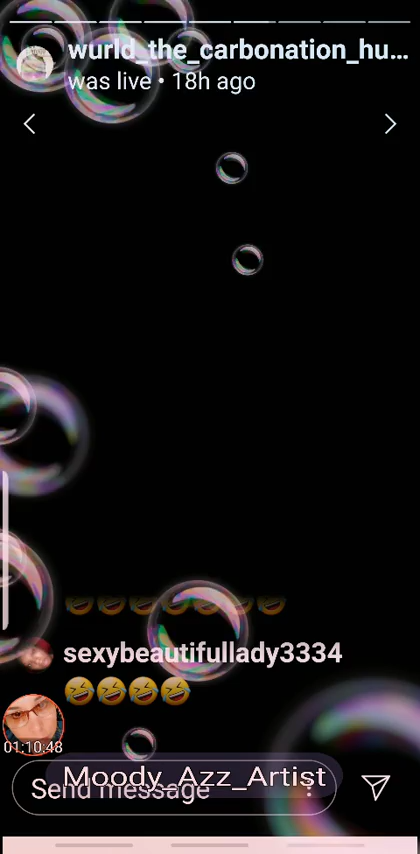 wurld_the_carbonation_hu...
was live • 18h ago
sexybeautifullady3334
🤣🤣🤣🤣
01:10:48
Moody_Azz_Artist
Send message